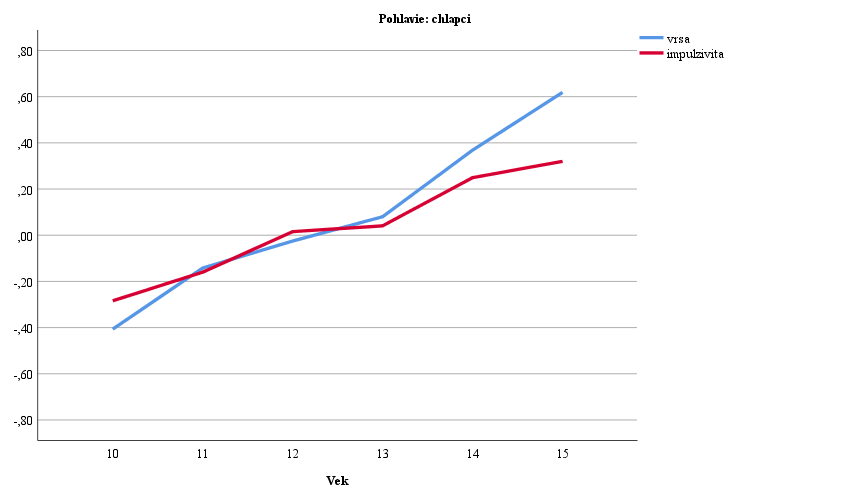 Pohlavie: chlapci
vrsa
impulzivita
,80
,60
,40
,20
,00
-,20
-,40
-,60
-,80
10 11 12 13 14 15
Vek